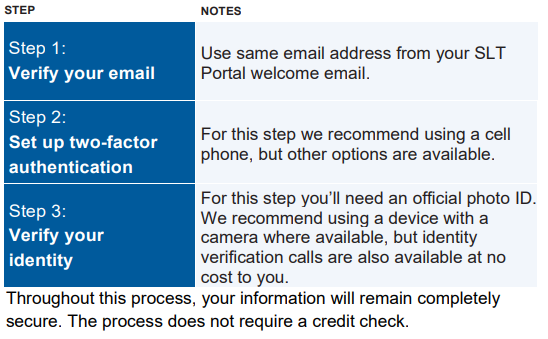 STEP NOTES
Step 1:
Verify your email
Use same email address from your SLT
Portal welcome email.
Step 2:
Set up two-factor
authentication
For this step we recommend using a cell
phone, but other options are available.
Step 3:
Verify your
identity
For this step you’ll need an official photo ID.
We recommend using a device with a
camera where available, but identity
verification calls are also available at no
cost to you.
Throughout this process, your information will remain completely
secure. The process does not require a credit check.